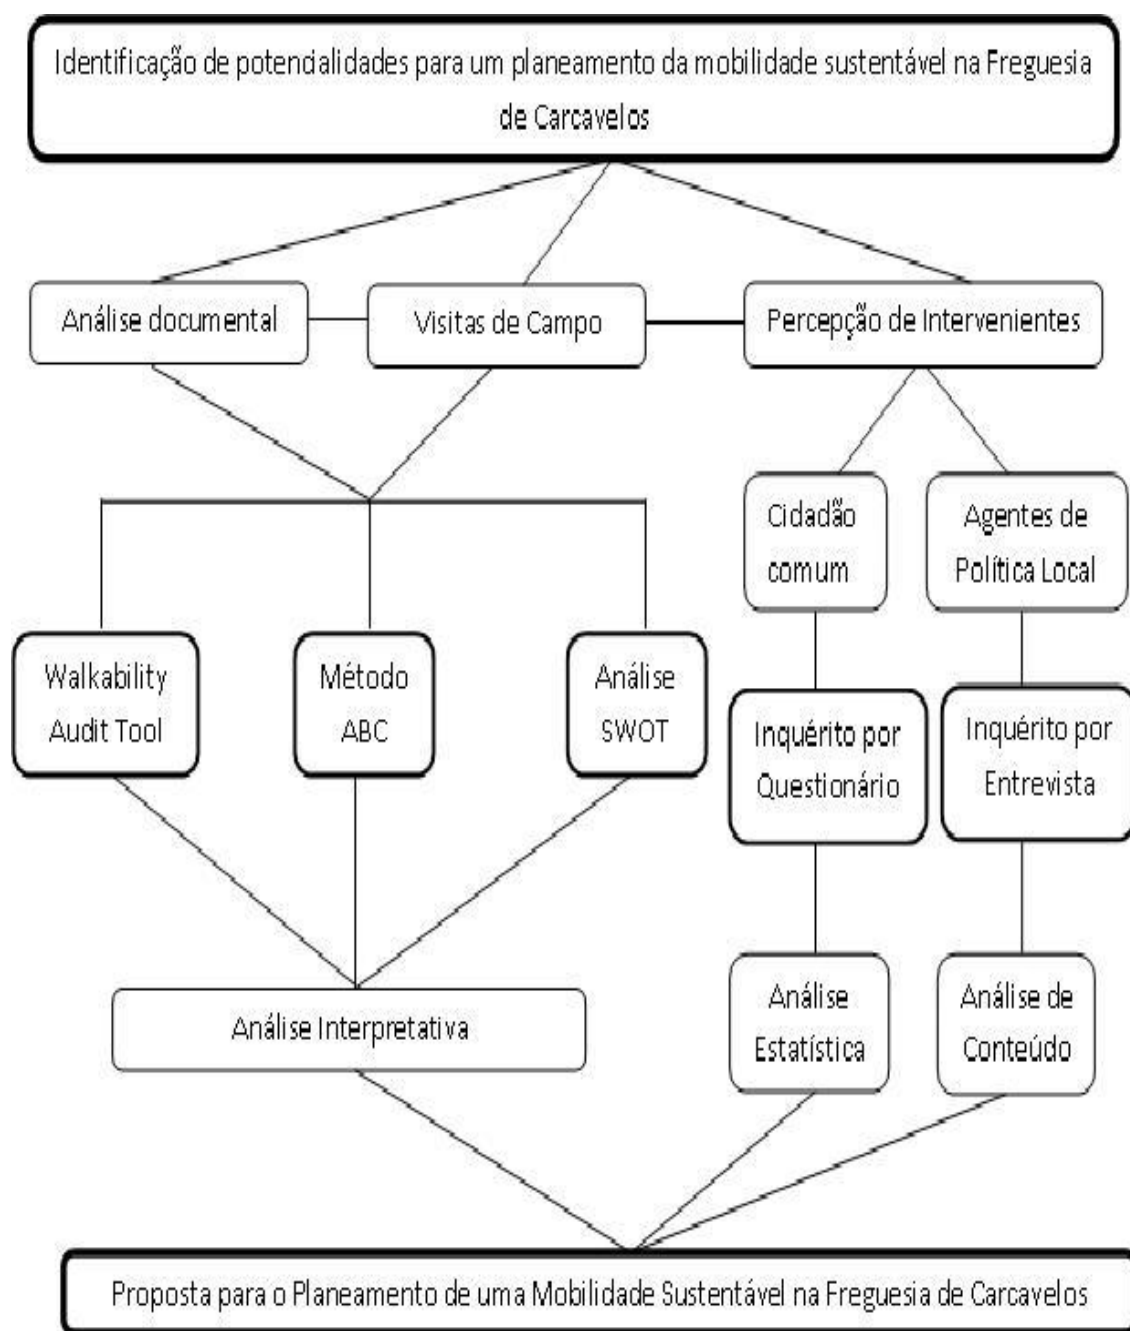 Identificação de potencialidades para um planeamento da mobilidade sustentável na Freguesia
de Carcavelos
Análise documental
Visitas de Campo
Percepção de Intervenientes
Cidadão
comum
Agentes de
Política Local
Walkability
Audit Tool
Método
ABC
Análise
SWOT
Inquérito por
Questionário
Inquérito por
Entrevista
Análise Interpretativa
Análise
Estatística
Análise de
Conteúdo
Proposta para o Planeamento de uma Mobilidade Sustentável na Freguesia de Carcavelos